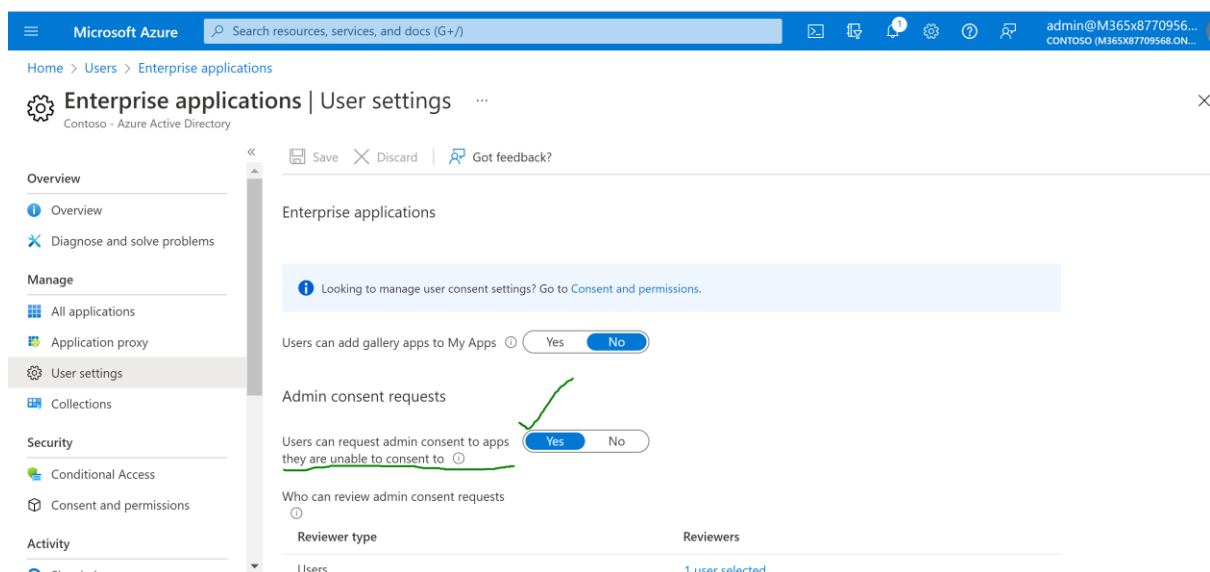 Microsoft Azure
Search resources, services, and docs (G+/)
1
admin@M365x8770956...
CONTOSO (M365X87709568.ON...
Home > Users > Enterprise applications
Enterprise applications | User settings ...
Contoso - Azure Active Directory
«
Save
Discard
Got feedback?
Overview
Overview
Diagnose and solve problems
Manage
All applications
Application proxy
User settings
Collections
Security
Conditional Access
Consent and permissions
Activity
Enterprise applications
Looking to manage user consent settings? Go to Consent and permissions.
Users can add gallery apps to My Apps Yes No
Admin consent requests
Users can request admin consent to apps Yes No
they are unable to consent to
Who can review admin consent requests
Reviewer type Reviewers
Users 1 user selected